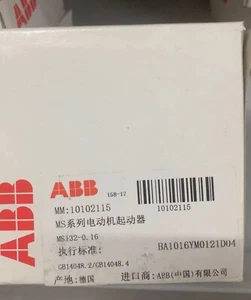 ABB
ABB 158-17
MM:10102115 10102115
MS系列电动机起动器
MS132-0.16
执行标准: BA1016YM0121D04
GB14048.2/GB14048.4
产地:德国 进口商:ABB(中国)有限公司